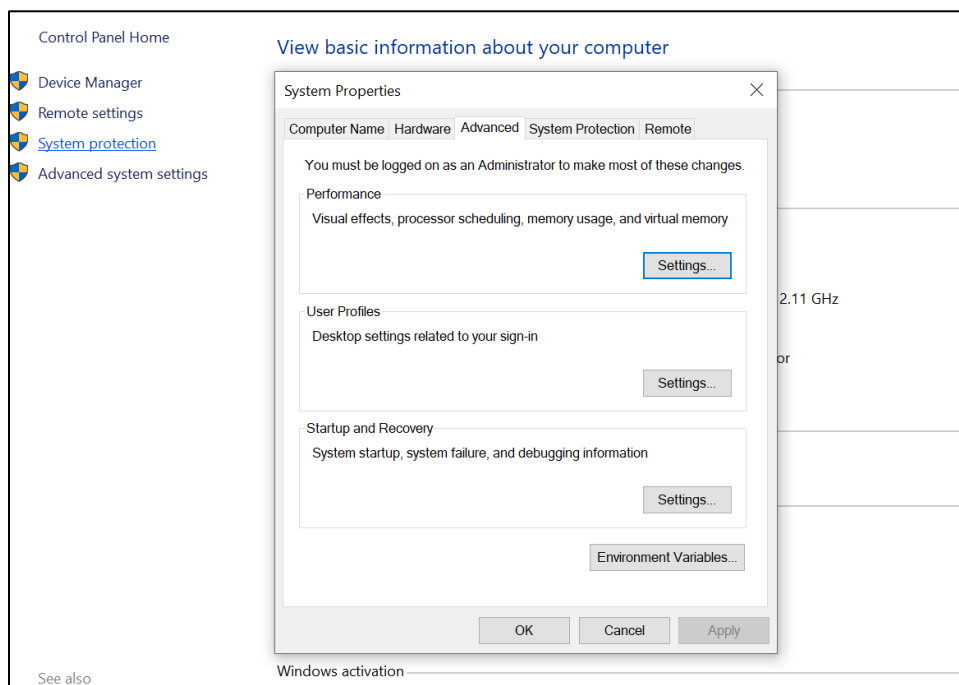 Control Panel Home
View basic information about your computer
Device Manager
Remote settings
System protection
Advanced system settings
System Properties
Computer Name Hardware Advanced System Protection Remote
You must be logged on as an Administrator to make most of these changes.
Performance
Visual effects, processor scheduling, memory usage, and virtual memory
Settings...
User Profiles
Desktop settings related to your sign-in
Settings...
Startup and Recovery
System startup, system failure, and debugging information
Settings...
Environment Variables...
OK Cancel Apply
2.11 GHz
or
Windows activation
See also